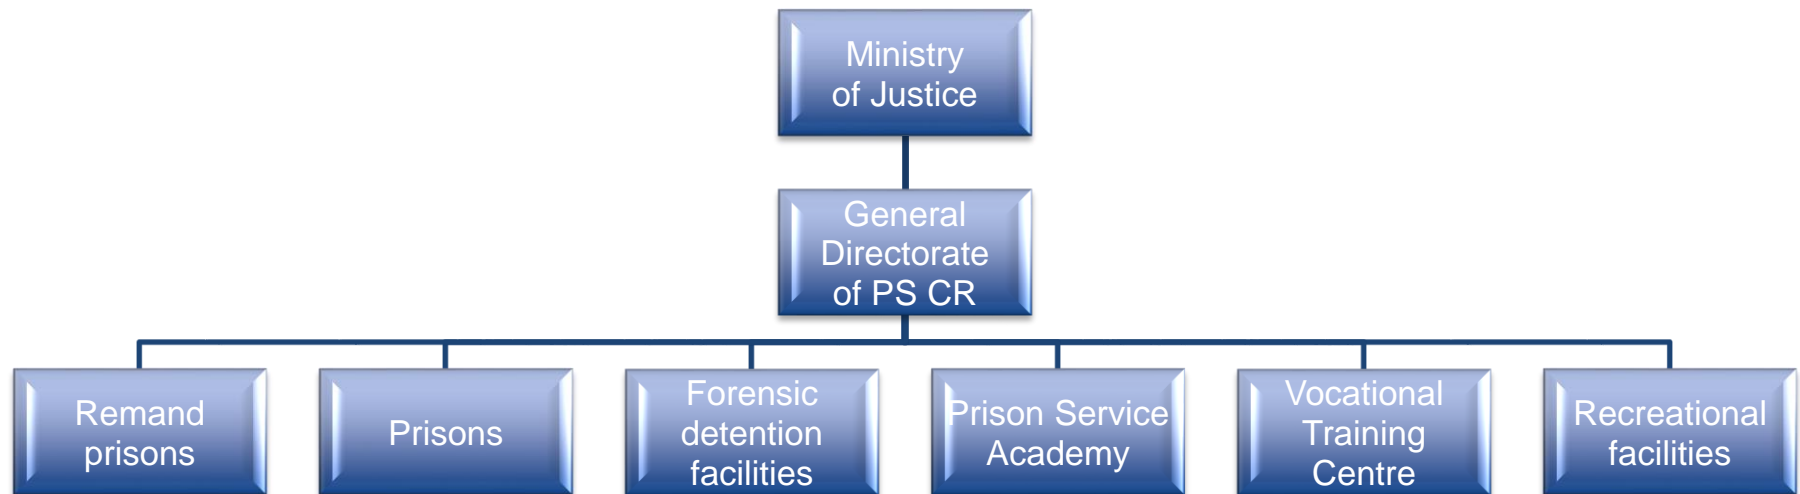 Ministry
of Justice
General
Directorate
of PS CR
Remand
prisons
Prisons
Forensic
detention
facilities
Prison Service
Academy
Vocational
Training
Centre
Recreational
facilities